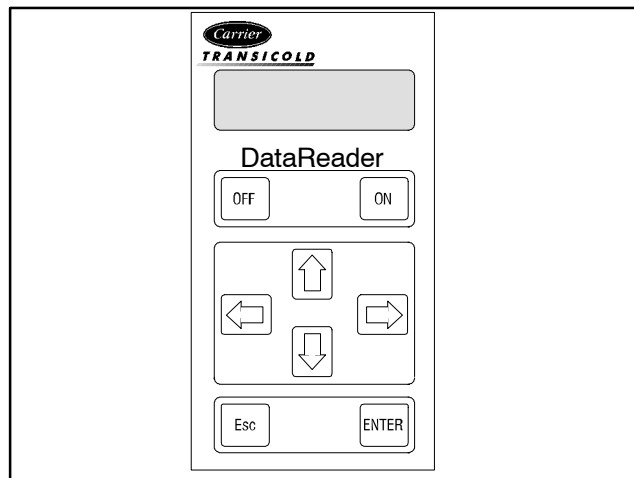 Carrier
TRANSICOLD
DataReader
OFF ON
Esc ENTER